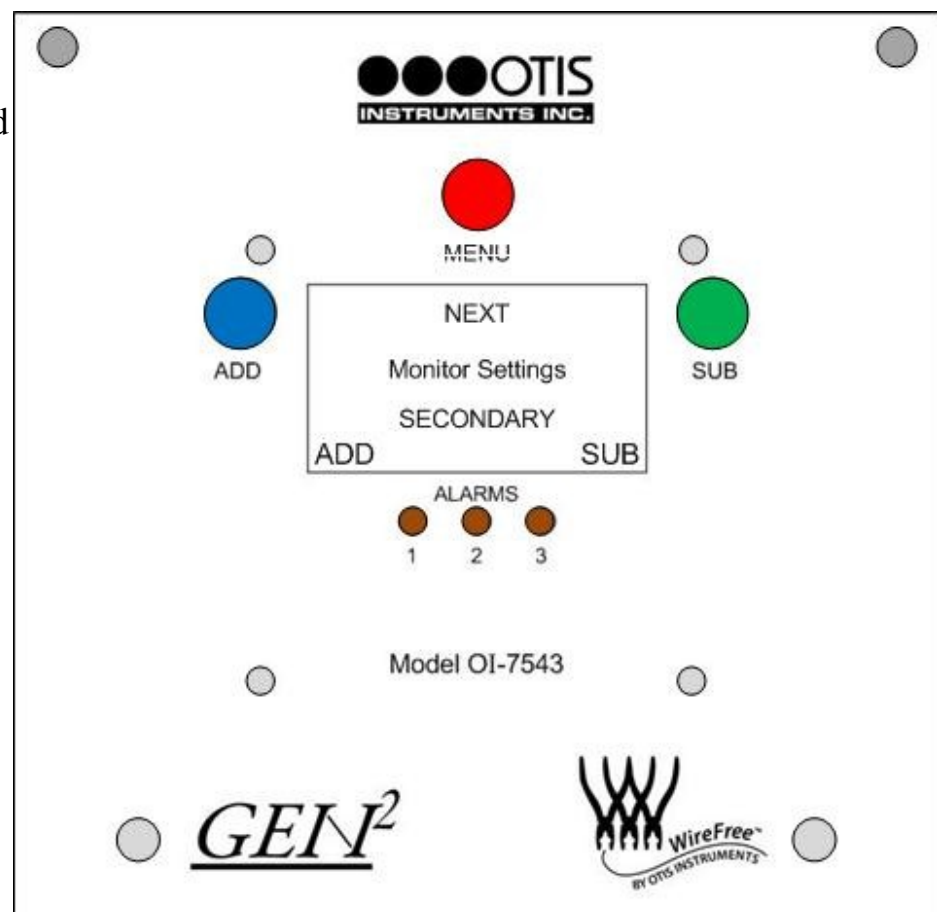 OTIS
INSTRUMENTS INC.
d
MENU
NEXT
ADD
Monitor Settings
SUB
SECONDARY
ADD SUB
ALARMS
1 2 3
Model OI-7543
GEN²
WireFree™
BY OTIS INSTRUMENTS